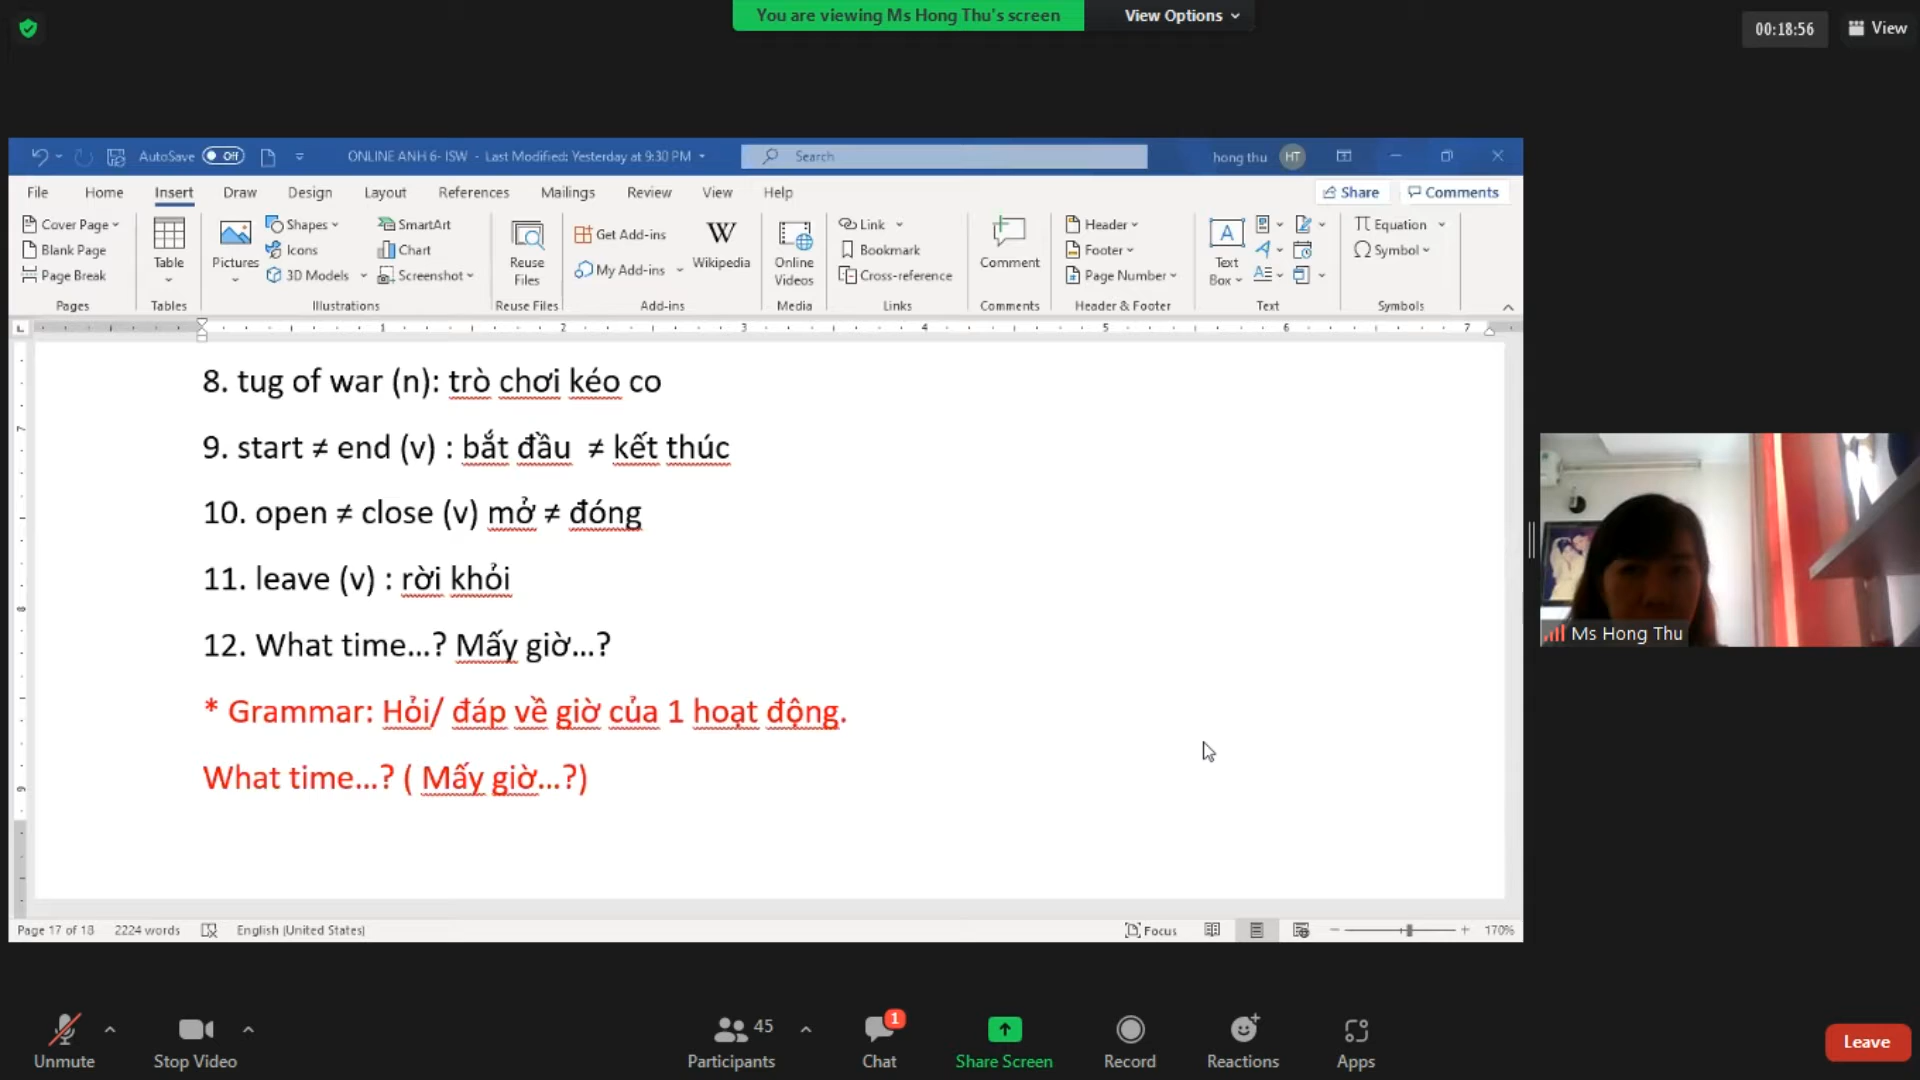 You are viewing Ms Hong Thu's screen
View Options
00:18:56
View
AutoSave
Off
ONLINE ANH 6- ISW - Last Modified: Yesterday at 9:30 PM
Search
hong thu
HT
File
Home
Insert
Draw
Design
Layout
References
Mailings
Review
View
Help
Share
Comments
Cover Page
Blank Page
Page Break
Pages
Table
Tables
Pictures
Shapes
Icons
3D Models
SmartArt
Chart
Screenshot
Illustrations
Reuse
Files
Reuse Files
Get Add-ins
My Add-ins
Wikipedia
Add-ins
Online
Videos
Media
Link
Bookmark
Cross-reference
Links
Comment
Comments
Header
Footer
Page Number
Header & Footer
Text
Box
Text
Equation
Symbol
Symbols
1 2 3 4 5 6 7
8. tug of war (n): trò chơi kéo co
9. start ≠ end (v) : bắt đầu ≠ kết thúc
10. open ≠ close (v) mở ≠ đóng
11. leave (v) : rời khỏi
12. What time...? Mấy giờ...?
* Grammar: Hỏi/ đáp về giờ của 1 hoạt động.
What time...? ( Mấy giờ...?)
Ms Hong Thu
Page 17 of 18
2224 words
English (United States)
Focus
170%
Unmute
Stop Video
45
Participants
1
Chat
Share Screen
Record
Reactions
Apps
Leave